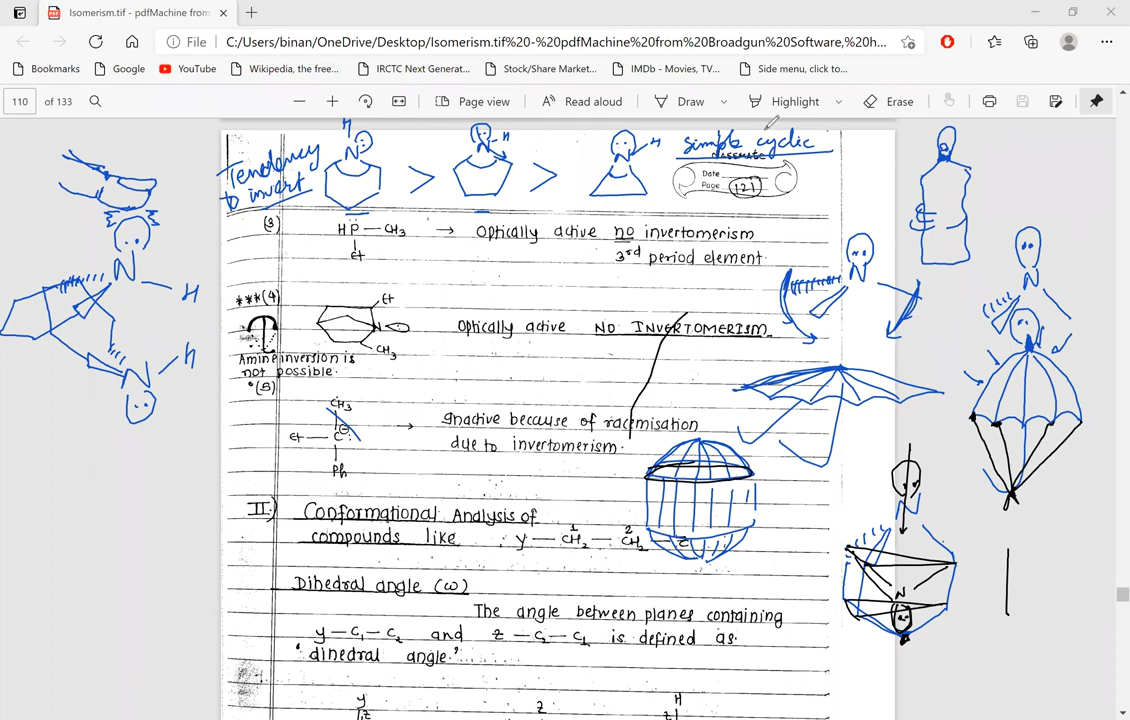 Isomerism.tif - pdfMachine from
File
C:/Users/binan/OneDrive/Desktop/Isomerism.tif%20-%20pdfMachine%20from%20Broadgun%20Software,%20h...
Bookmarks
Google
YouTube
Wikipedia, the free...
IRCTC Next Generat...
Stock/Share Market...
IMDb - Movies, TV...
Side menu, click to...
110 of 133
Page view
Read aloud
Draw
Highlight
Erase
Tendency
to invert
H N > N H > N H
simple cyclic
classmate
Date
Page 121
(3) HP̈ — CH3 → Optically active no invertomerism
Et 3rd period element.
***(4) Et
N
CH3
Optically active NO INVERTOMERISM.
Amine inversion is
not possible.
*(5)
CH3
Et — C
Ph
→ Inactive because of racemisation
due to invertomerism.
II.) Conformational Analysis of
compounds like : y — CH2 — CH2 — z
1 2
Dihedral angle (ω)
The angle between planes containing
y — C1 — C2 and z — C2 — C1 is defined as
"dihedral angle."
y z H
z z
N H
N H
N
N
N
N